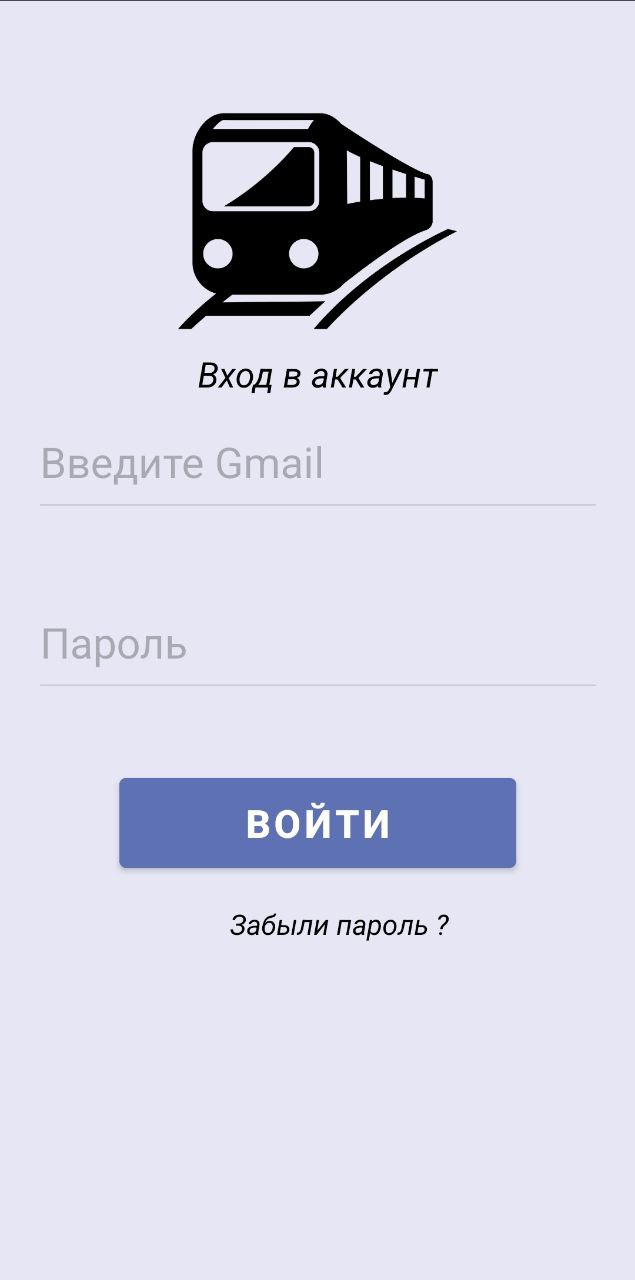 Вход в аккаунт
Введите Gmail
Пароль
ВОЙТИ
Забыли пароль ?